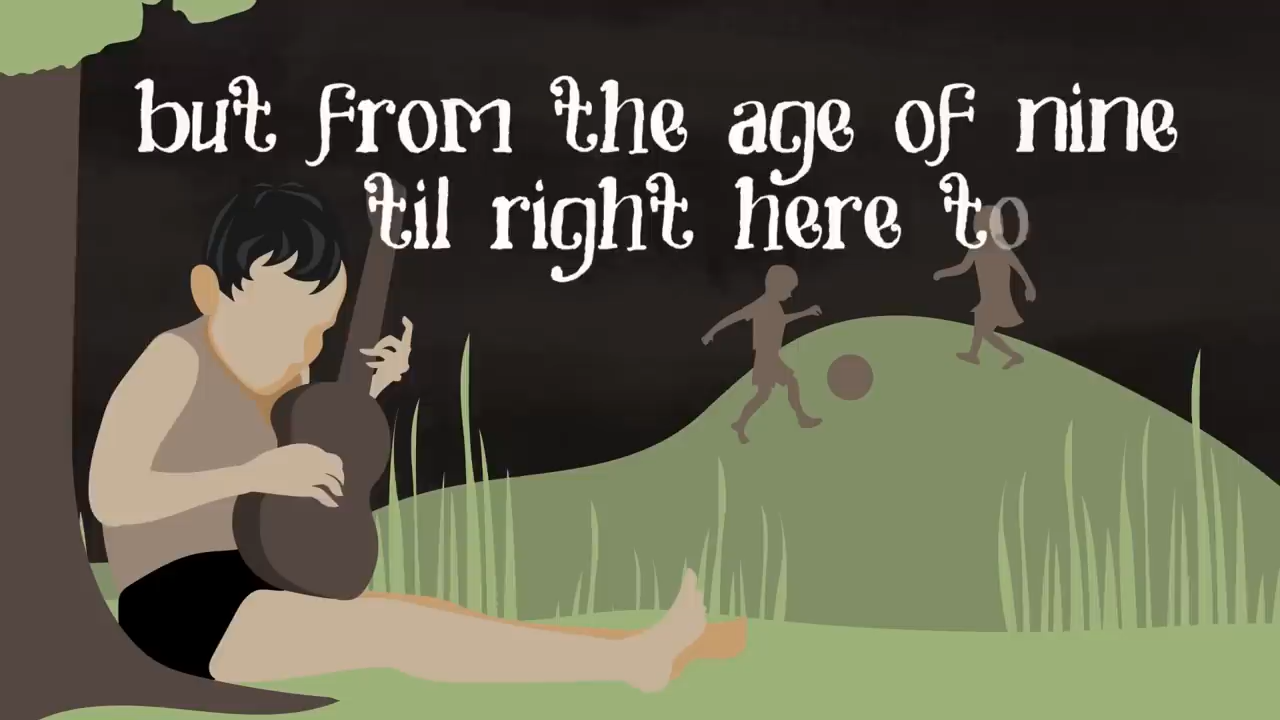 but from the age of nine
til right here to